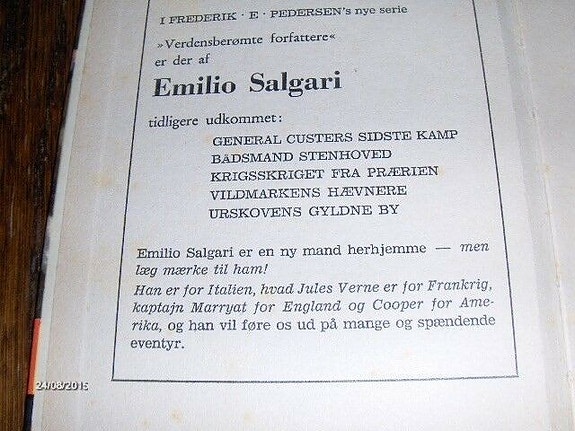 I FREDERIK · E · PEDERSEN's nye serie
»Verdensberømte forfattere«
er der af
Emilio Salgari
tidligere udkommet:
GENERAL CUSTERS SIDSTE KAMP
BÅDSMAND STENHOVED
KRIGSSKRIGET FRA PRÆRIEN
VILDMARKENS HÆVNERE
URSKOVENS GYLDNE BY
Emilio Salgari er en ny mand herhjemme — men
læg mærke til ham!
Han er for Italien, hvad Jules Verne er for Frankrig,
kaptajn Marryat for England og Cooper for Ame-
rika, og han vil føre os ud på mange og spændende
eventyr.
24/08/2015